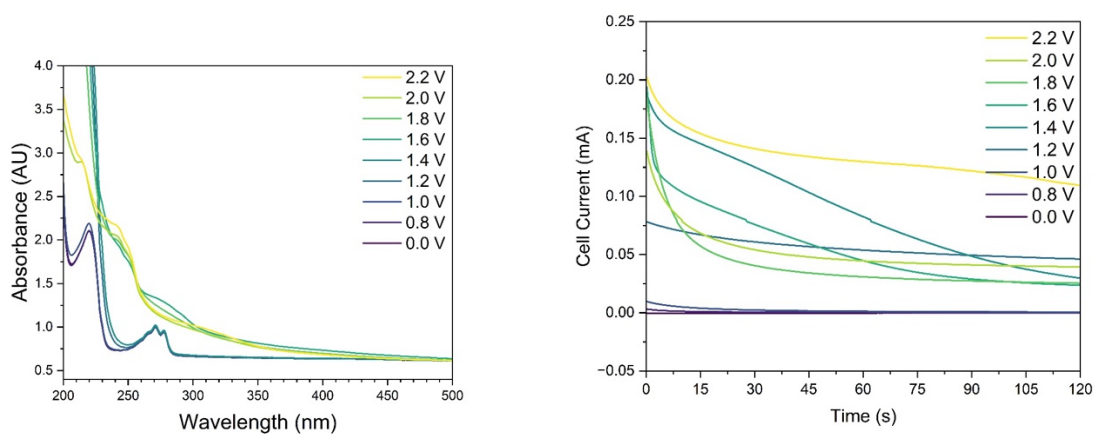 4.0
3.5
3.0
2.5
2.0
1.5
1.0
0.5
Absorbance (AU)
2.2 V
2.0 V
1.8 V
1.6 V
1.4 V
1.2 V
1.0 V
0.8 V
0.0 V
200 250 300 350 400 450 500
Wavelength (nm)
0.25
0.20
0.15
0.10
0.05
0.00
−0.05
Cell Current (mA)
2.2 V
2.0 V
1.8 V
1.6 V
1.4 V
1.2 V
1.0 V
0.8 V
0.0 V
0 15 30 45 60 75 90 105 120
Time (s)